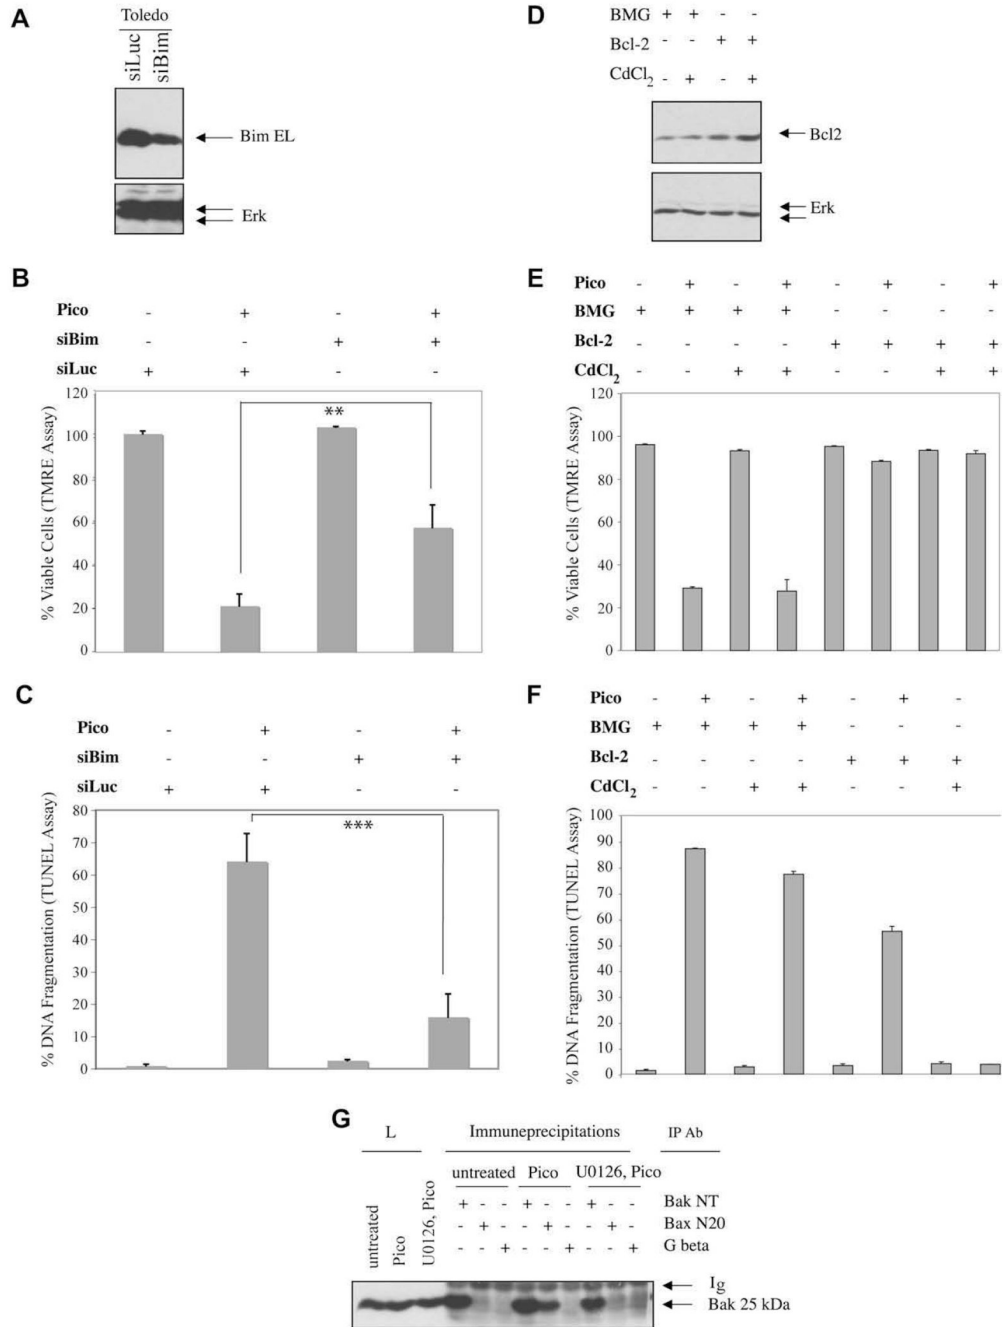 A
Toledo
siLuc siBim
Bim EL
Erk
D
BMG + + - -
Bcl-2 - - + +
CdCl2 - + - +
Bcl2
Erk
B
Pico - + - +
siBim - - + +
siLuc + + - -
% Viable Cells (TMRE Assay)
120
100
80
60
40
20
0
**
E
Pico - + - + - + - +
BMG + + + + - - - -
Bcl-2 - - - - + + + +
CdCl2 - - + + - - + +
% Viable Cells (TMRE Assay)
120
100
80
60
40
20
0
C
Pico - + - +
siBim - - + +
siLuc + + - -
% DNA Fragmentation (TUNEL Assay)
80
70
60
50
40
30
20
10
0
***
F
Pico - + - + - + -
BMG + + + + - - -
Bcl-2 - - - - + + +
CdCl2 - - + + - - +
% DNA Fragmentation (TUNEL Assay)
100
90
80
70
60
50
40
30
20
10
0
G
L Immuneprecipitations IP Ab
untreated Pico U0126, Pico
untreated Pico U0126, Pico
+ - - + - - + - - Bak NT
- + - - + - - + - Bax N20
- - + - - + - - + G beta
Ig
Bak 25 kDa